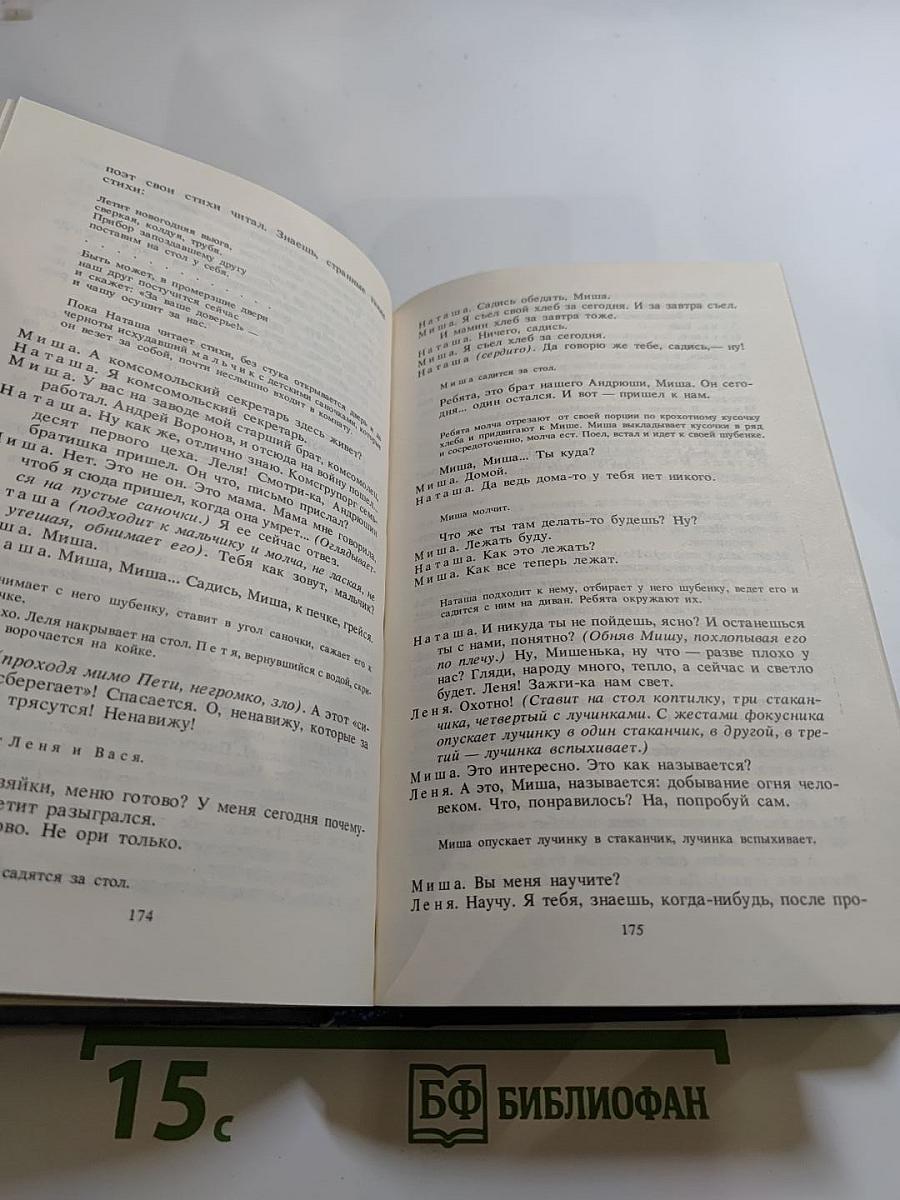 поэт свои стихи читал. Знаешь, странные такие
стихи:
Летит новогодняя вьюга,
сверкая, колдуя, трубя.
Прибор запоздавшему другу
поставим на стол у себя.
. . . . . . . . . . . . . .
Быть может, в промерзшие двери
наш друг постучится сейчас
и скажет: «За ваше доверье!» —
и чашу осушит за нас.
Пока Наташа читает стихи, без стука открывается дверь и из
черноты исхудавший мальчик с детскими саночками, которые
он везет за собой, почти неслышно входит в комнату.
Миша. А комсомольский секретарь здесь живет?
Наташа. Я комсомольский секретарь.
Миша. У вас на заводе мой старший брат, комсомолец,
работал. Андрей Воронов, и отсюда на войну пошел...
Наташа. Ну как же, отлично знаю. Комсгрупорг семь-
десят первого цеха. Леля! Смотри-ка, Андрюшин
братишка пришел. Он что, письмо прислал?
Миша. Нет. Это не он. Это мама. Мама мне говорила,
чтоб я сюда пришел, когда она умрет... (Оглядывает-
ся на пустые саночки.) Я ее сейчас отвез.
таша (подходит к мальчику и молча, не лаская, не
утешая, обнимает его). Тебя как зовут, мальчик?
ша. Миша.
аша. Миша, Миша... Садись, Миша, к печке, грейся.
нимает с него шубенку, ставит в угол саночки, сажает его к
чке.
хо. Леля накрывает на стол. Петя, вернувшийся с водой, скри-
ворочается на койке.
(проходя мимо Пети, негромко, зло). А этот «си-
сберегает»! Спасается. О, ненавижу, которые за
трясутся! Ненавижу!
Леня и Вася.
зяйки, меню готово? У меня сегодня почему-
етит разыгрался.
ово. Не ори только.
садятся за стол.
174
Наташа. Садись обедать, Миша.
Миша. Я съел свой хлеб за сегодня. И за завтра съел.
И мамин хлеб за завтра тоже.
Наташа. Ничего, садись.
Миша. Я съел хлеб за сегодня.
Наташа (сердито). Да говорю же тебе, садись,— ну!
Миша садится за стол.
Ребята, это брат нашего Андрюши, Миша. Он сего-
дня... один остался. И вот — пришел к нам.
Ребята молча отрезают от своей порции по крохотному кусочку
хлеба и придвигают к Мише. Миша выкладывает кусочки в ряд
и сосредоточенно, молча ест. Поел, встал и идет к своей шубенке.
Миша, Миша... Ты куда?
Миша. Домой.
Наташа. Да ведь дома-то у тебя нет никого.
Миша молчит.
Что же ты там делать-то будешь? Ну?
Миша. Лежать буду.
Наташа. Как это лежать?
Миша. Как все теперь лежат.
Наташа подходит к нему, отбирает у него шубенку, ведет его и
садится с ним на диван. Ребята окружают их.
Наташа. И никуда ты не пойдешь, ясно? И останешься
ты с нами, понятно? (Обняв Мишу, похлопывая его
по плечу.) Ну, Мишенька, ну что — разве плохо у
нас? Гляди, народу много, тепло, а сейчас и светло
будет. Леня! Зажги-ка нам свет.
Леня. Охотно! (Ставит на стол коптилку, три стакан-
чика, четвертый с лучинками. С жестами фокусника
опускает лучинку в один стаканчик, в другой, в тре-
тий — лучинка вспыхивает.)
Миша. Это интересно. Это как называется?
Леня. А это, Миша, называется: добывание огня чело-
веком. Что, понравилось? На, попробуй сам.
Миша опускает лучинку в стаканчик, лучинка вспыхивает.
Миша. Вы меня научите?
Леня. Научу. Я тебя, знаешь, когда-нибудь, после про-
175
15 с
БФ БИБЛИОФАН